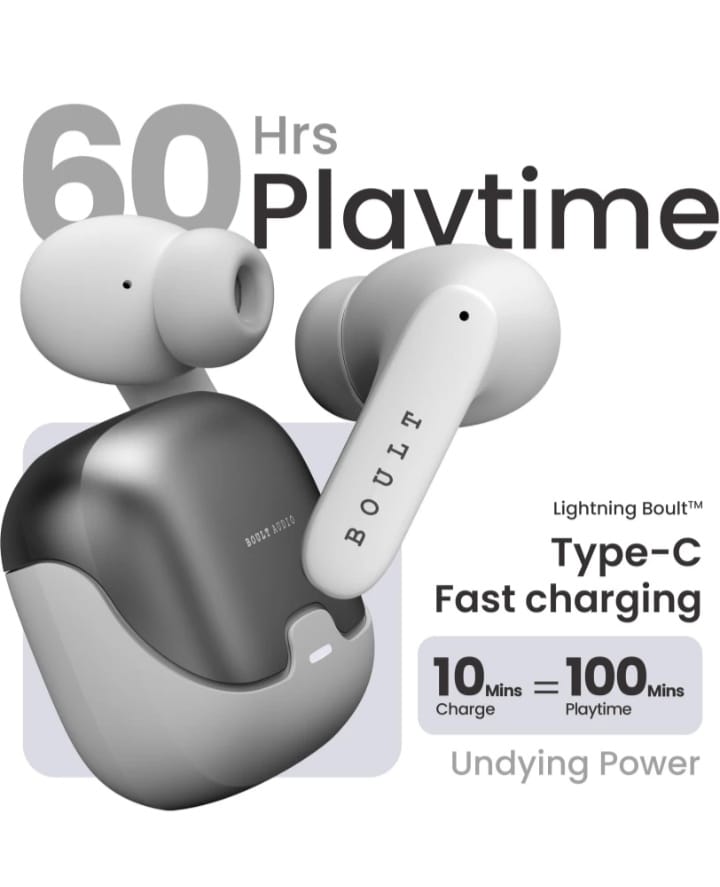 60 Hrs
Playtime
BOULT
BOULT AUDIO
Lightning Boult™
Type-C
Fast charging
10 Mins = 100 Mins
Charge Playtime
Undying Power